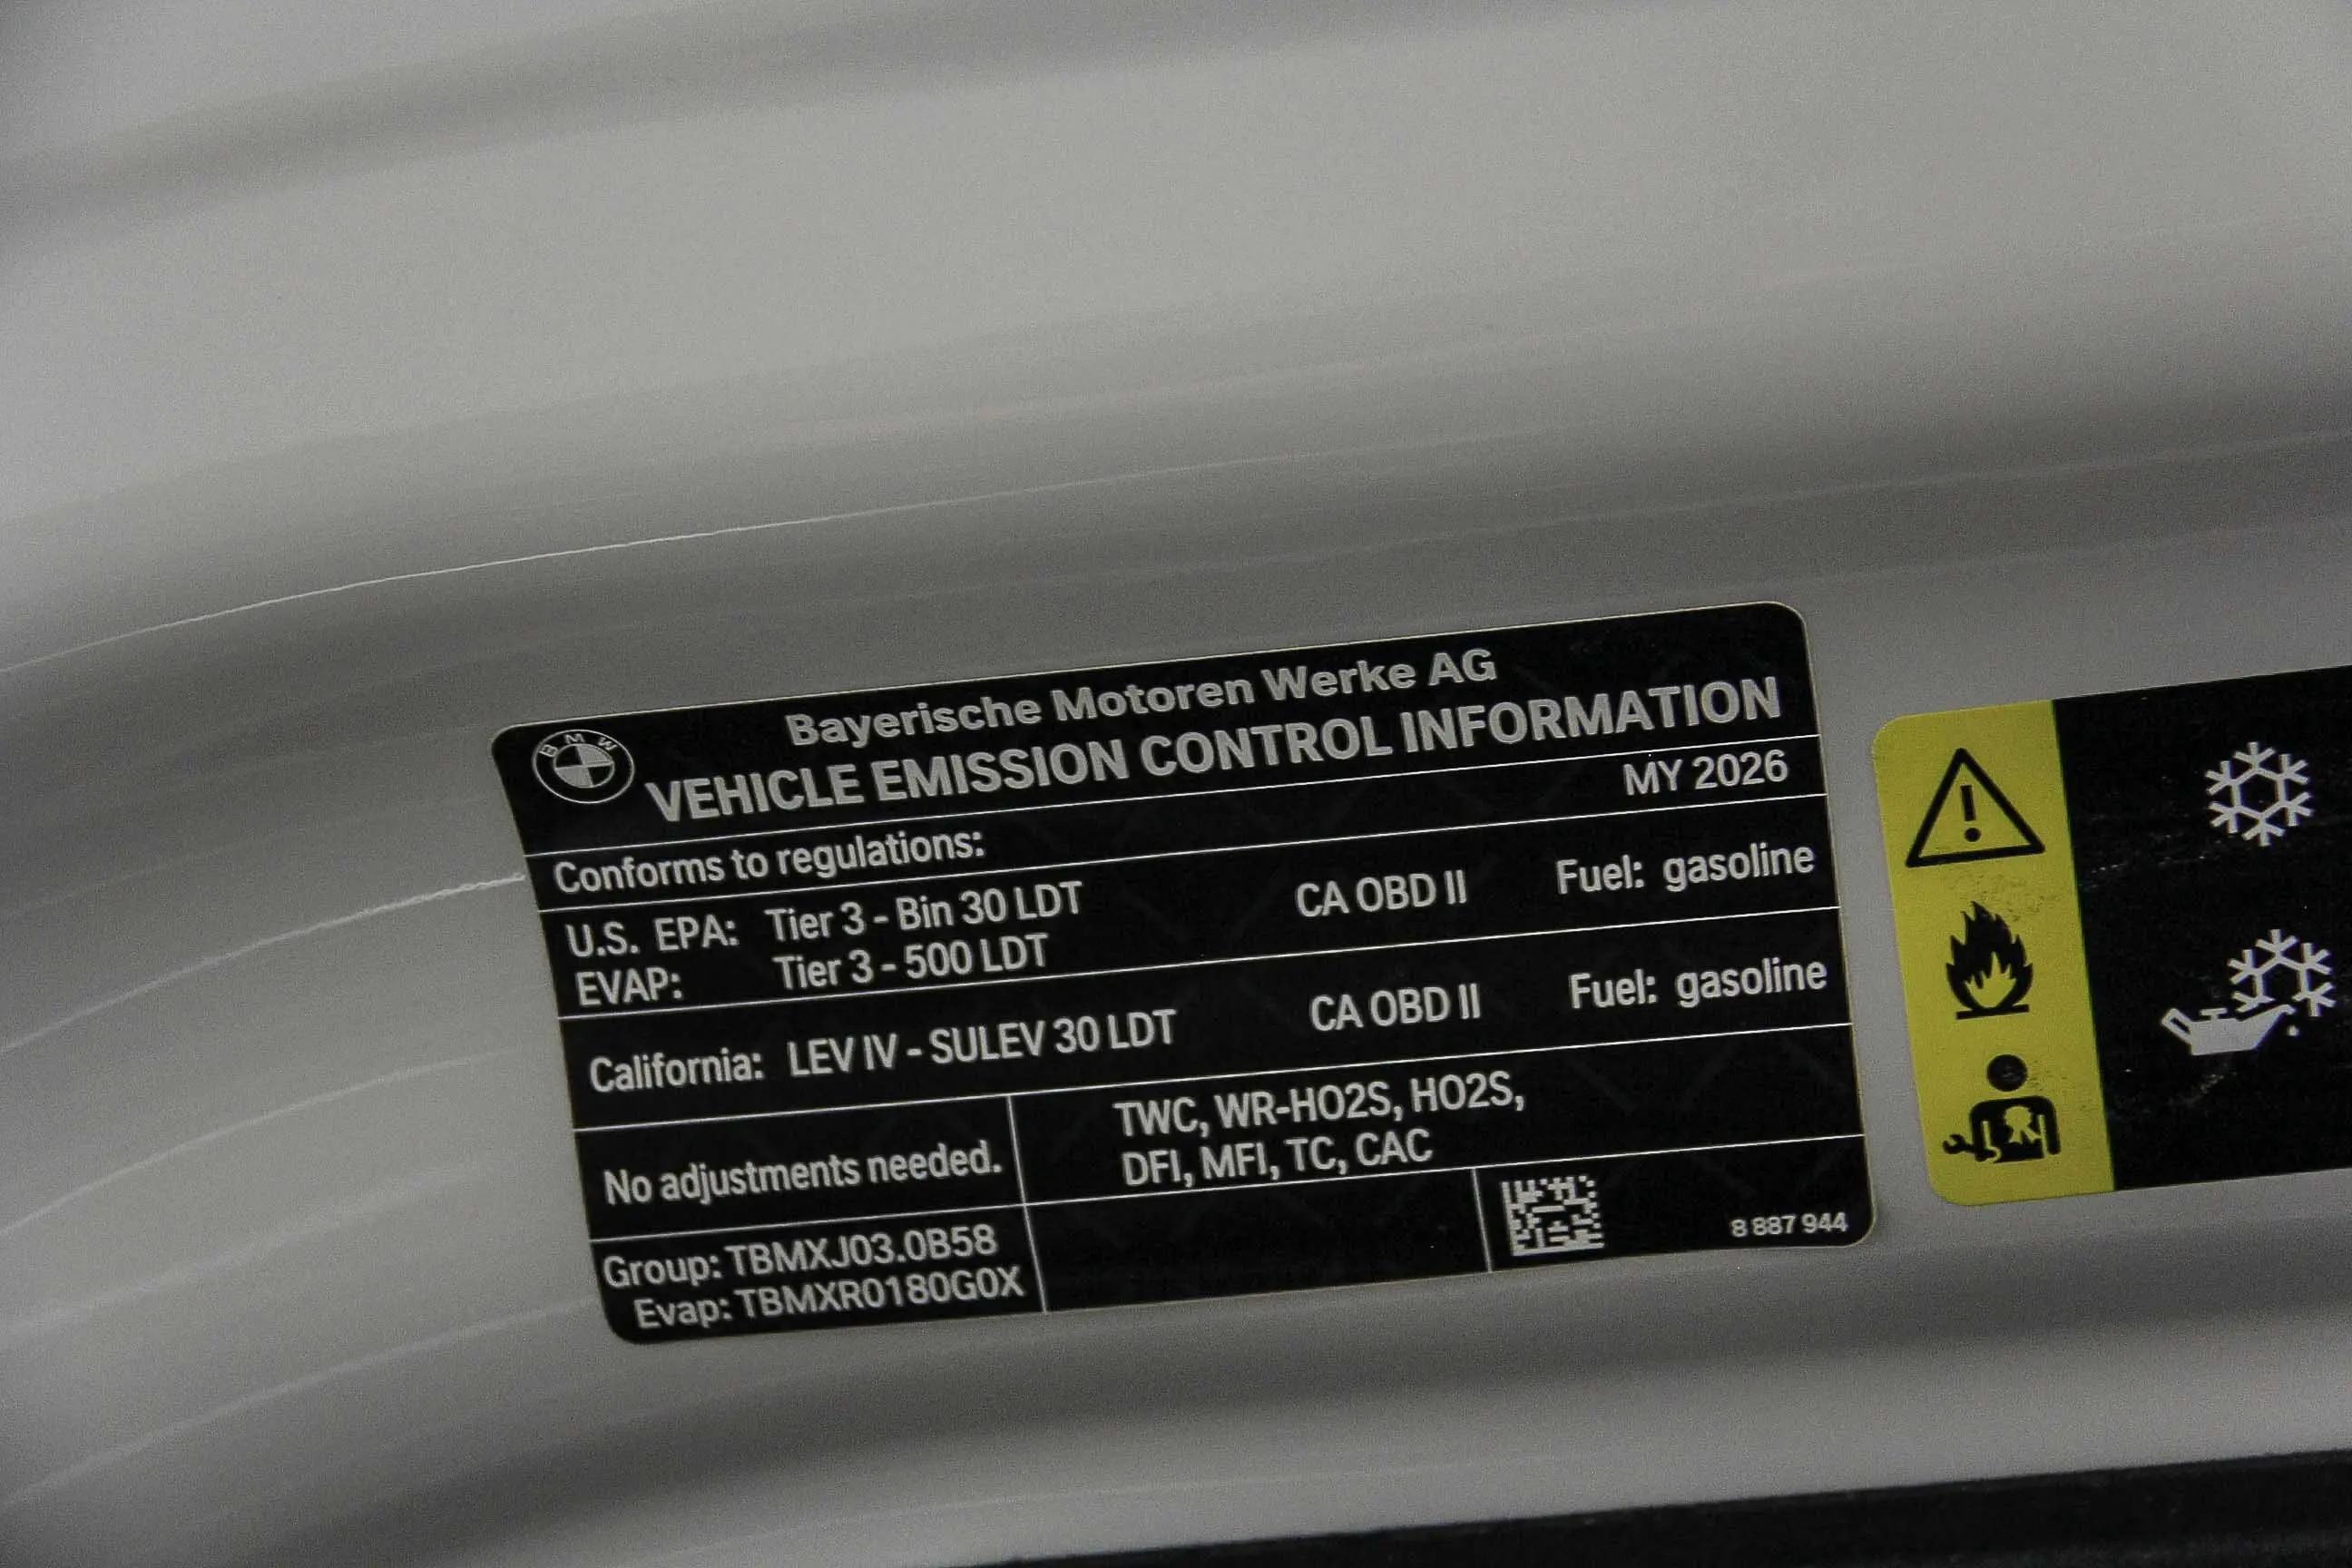 BMW
Bayerische Motoren Werke AG
VEHICLE EMISSION CONTROL INFORMATION
Conforms to regulations: MY 2026
U.S. EPA: Tier 3 - Bin 30 LDT CA OBD II Fuel: gasoline
EVAP: Tier 3 - 500 LDT
California: LEV IV - SULEV 30 LDT CA OBD II Fuel: gasoline
No adjustments needed.
TWC, WR-HO2S, HO2S,
DFI, MFI, TC, CAC
Group: TBMXJ03.0B58
Evap: TBMXR0180G0X
8 887 944